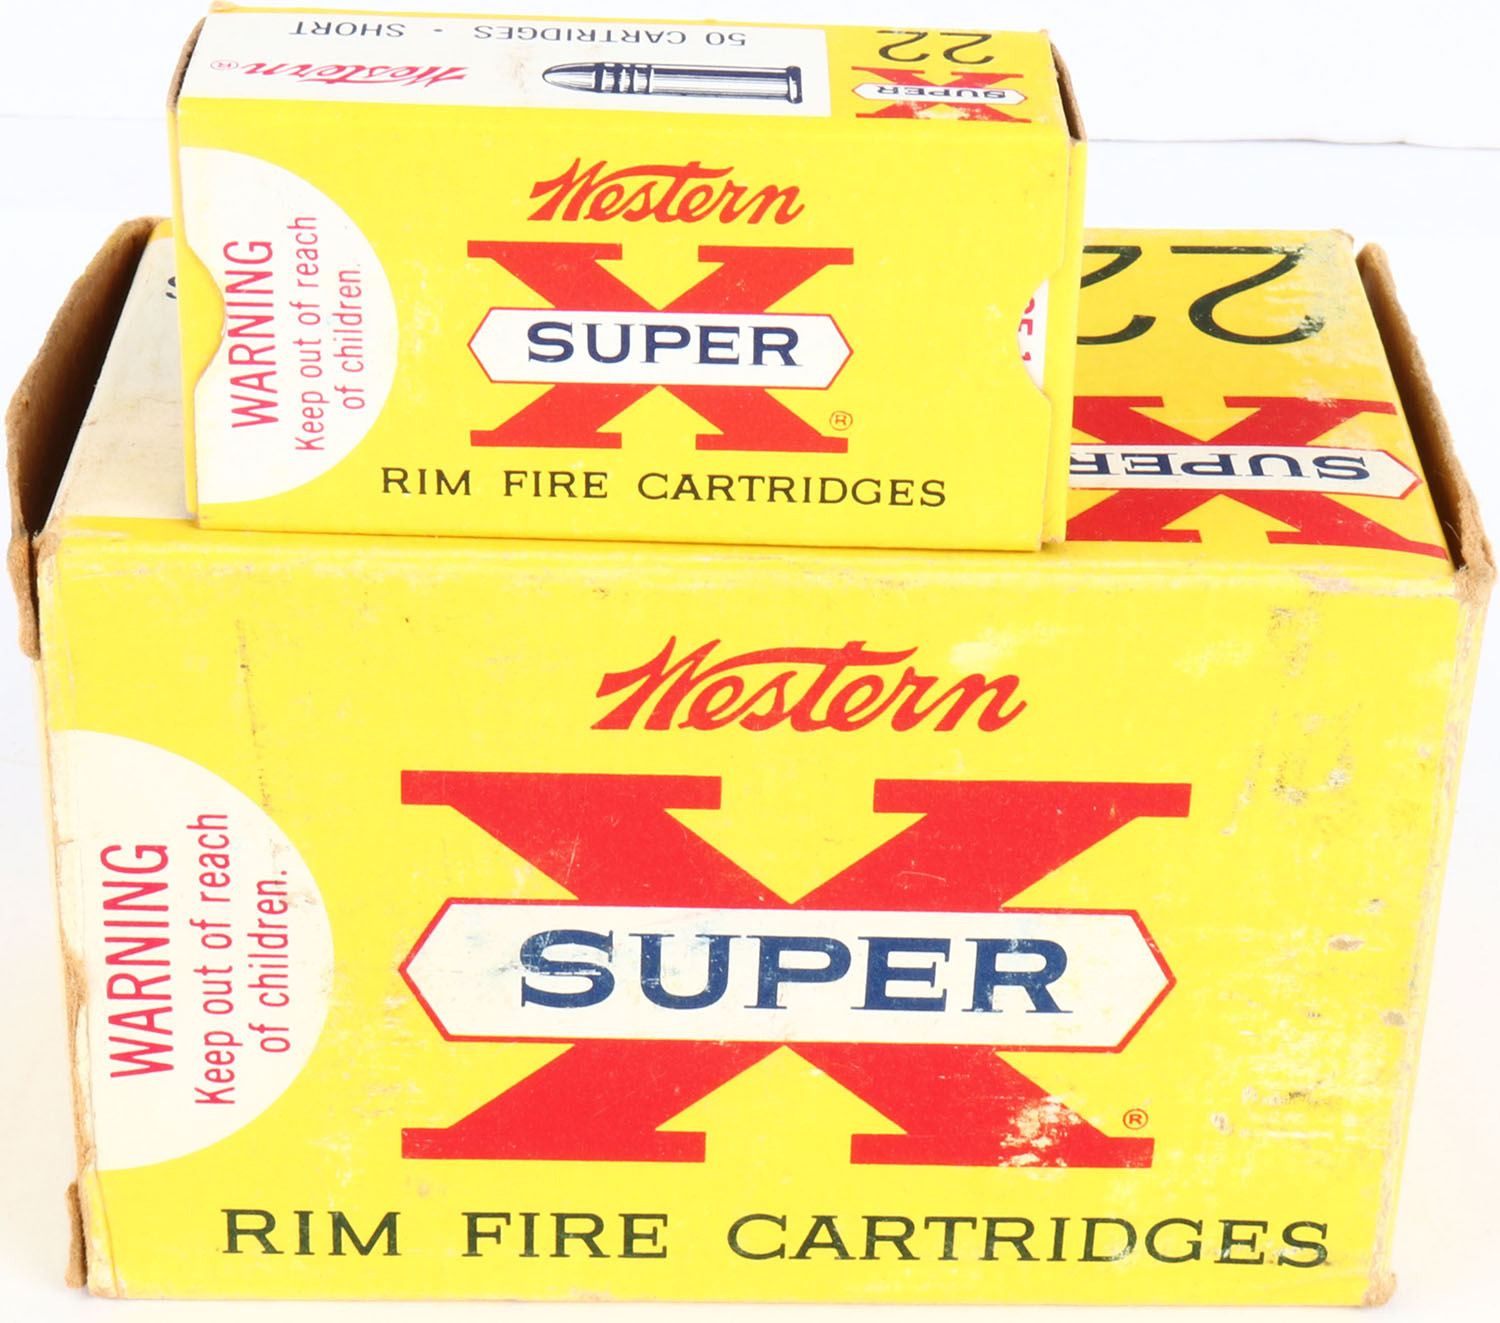 50 CARTRIDGES - SHORT
Western®
22
SUPER X
WARNING
Keep out of reach
of children.
Western
SUPER X
®
RIM FIRE CARTRIDGES
22
SUPER X
WARNING
Keep out of reach
of children.
Western
SUPER X
®
RIM FIRE CARTRIDGES